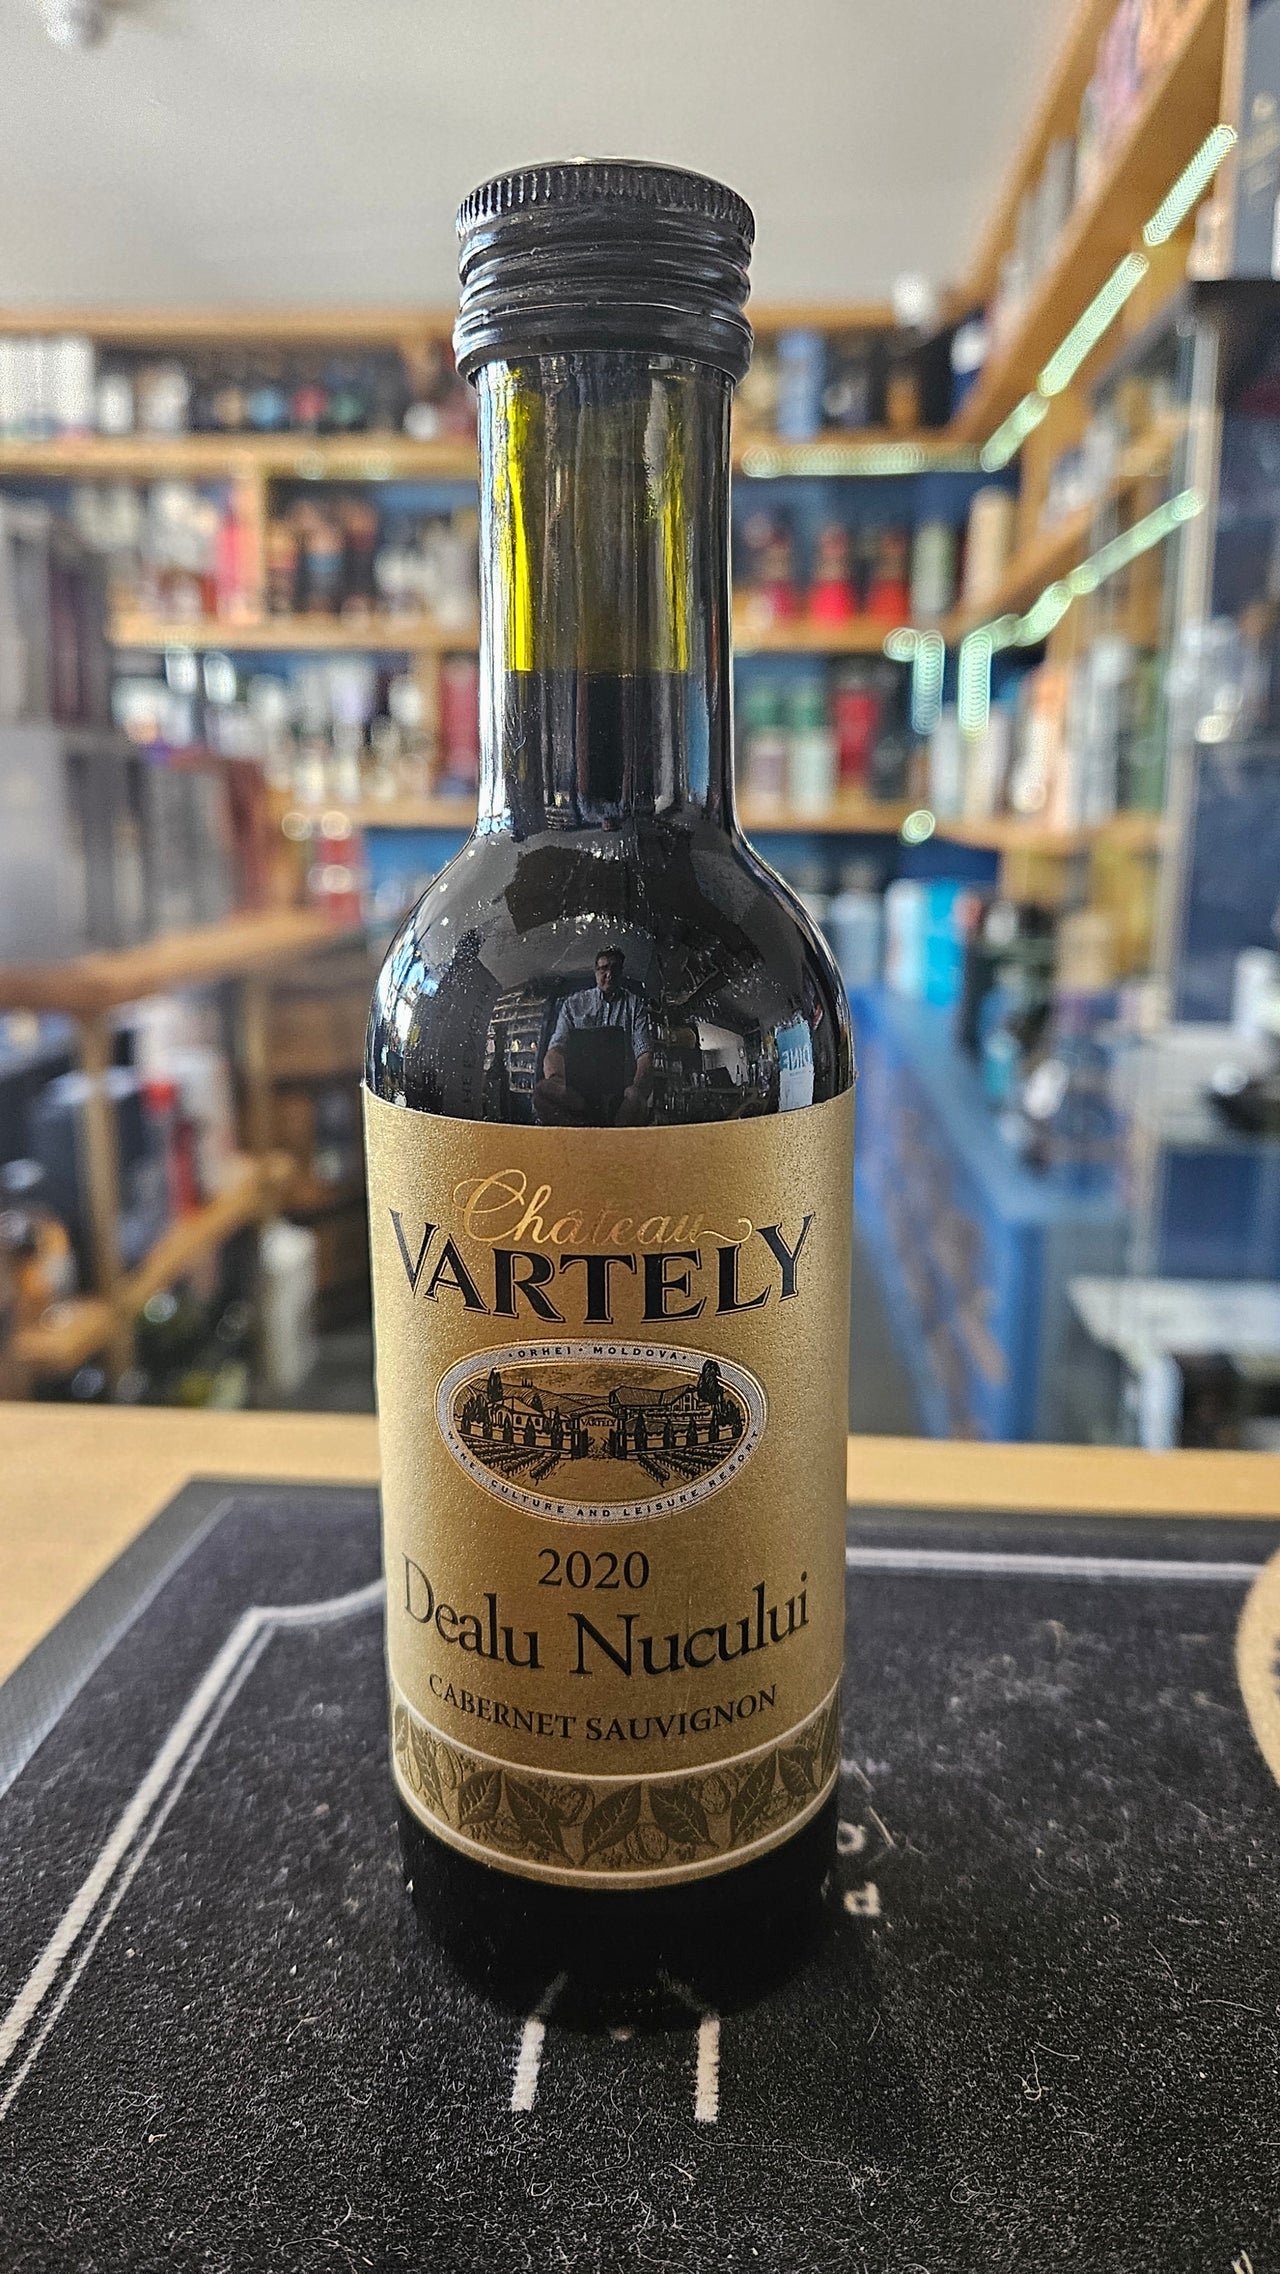 Château
VARTELY
· ORHEI · MOLDOVA ·
VARTELY
WINE, CULTURE AND LEISURE RESORT
2020
Dealu Nucului
CABERNET SAUVIGNON